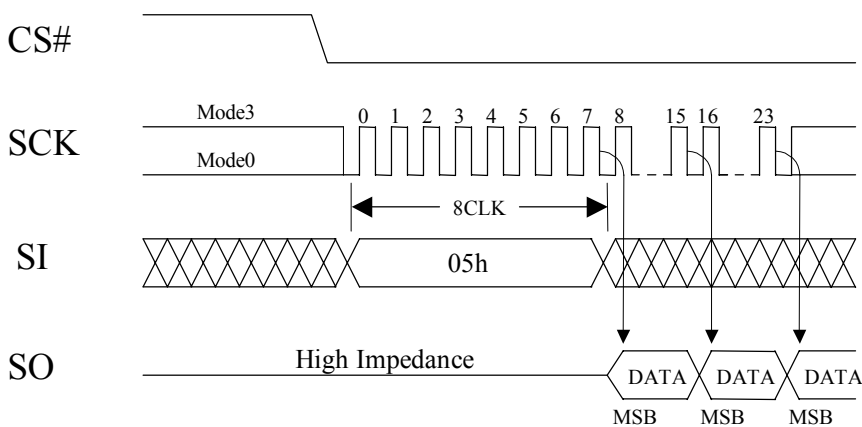 CS#
Mode3 0 1 2 3 4 5 6 7 8 15 16 23
SCK
Mode0
8CLK
SI 05h
High Impedance
SO DATA DATA DATA
MSB MSB MSB